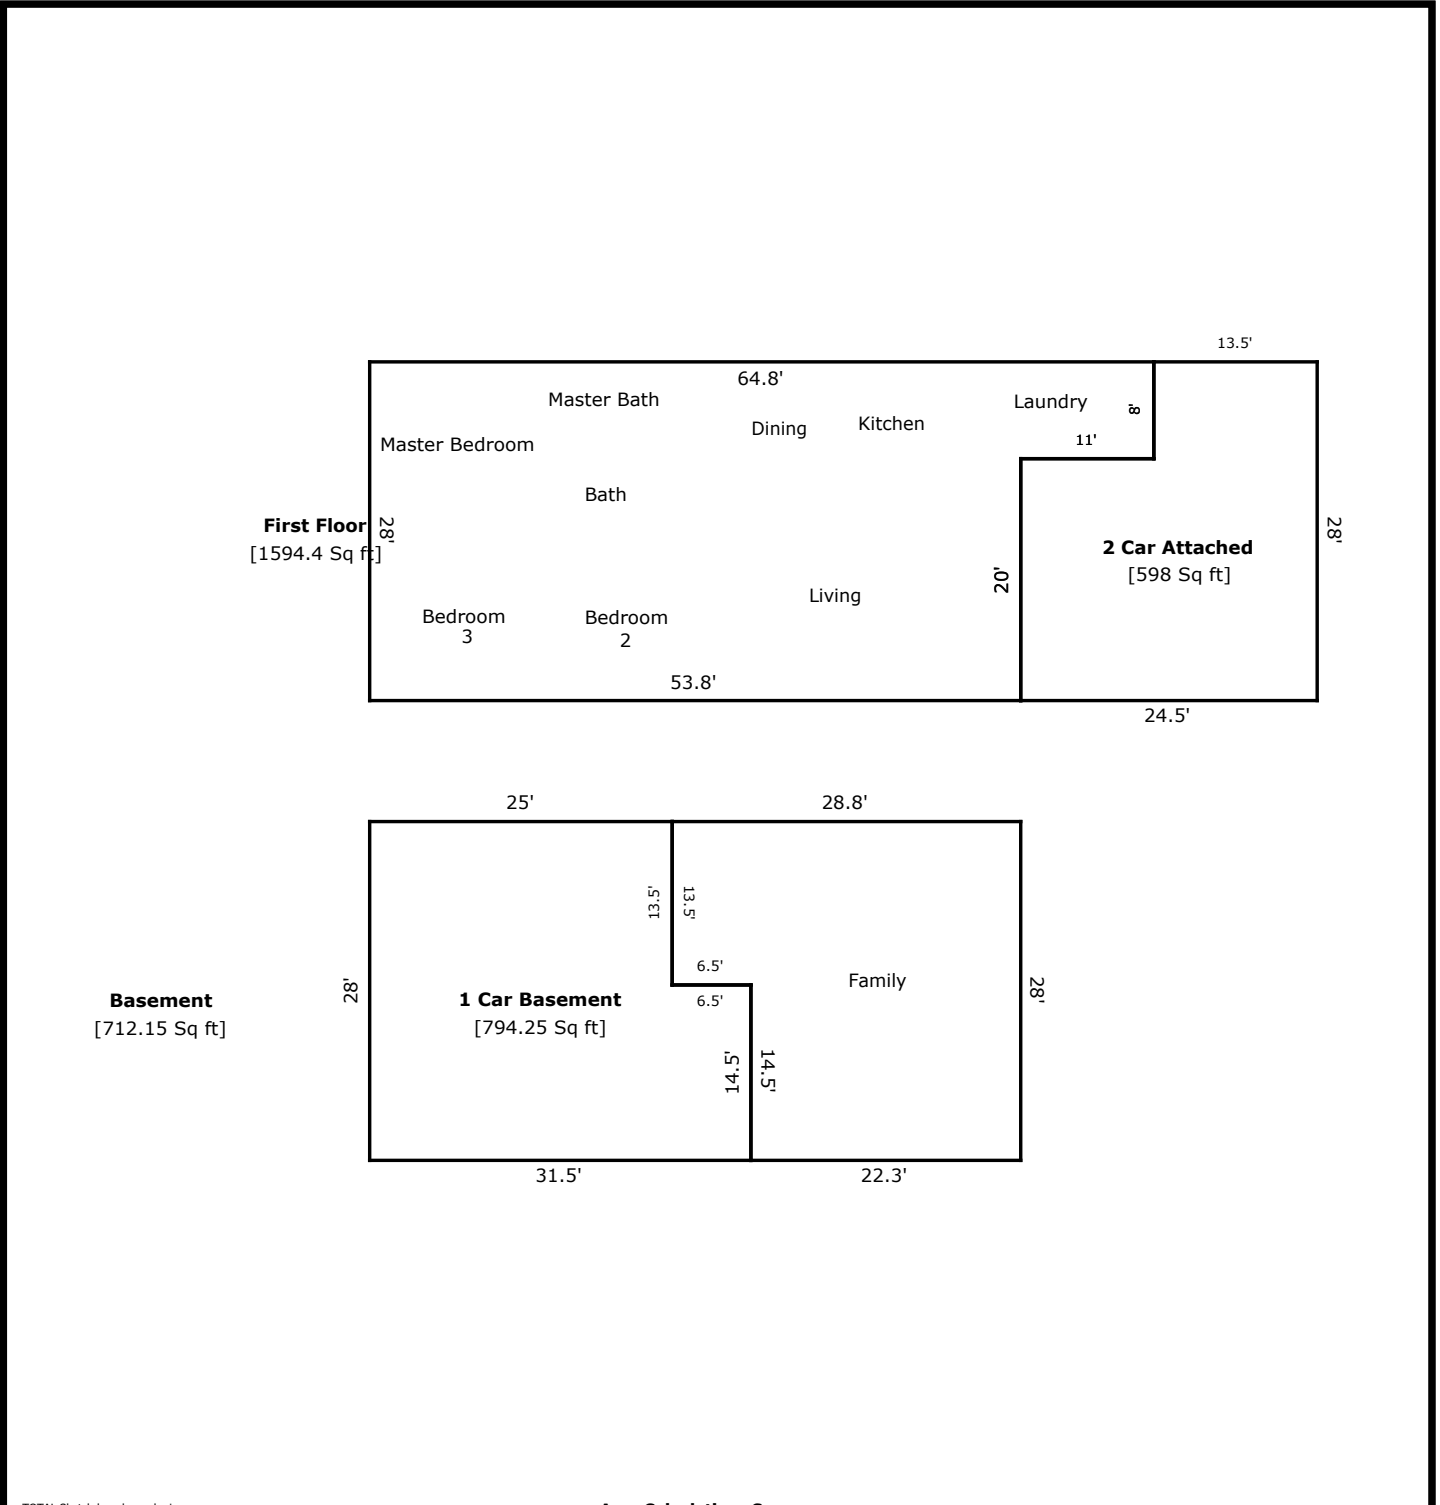 13.5'
64.8'
Master Bath
Laundry
8'
Dining
Kitchen
Master Bedroom
11'
Bath
First Floor
28'
[1594.4 Sq ft]
28'
2 Car Attached
[598 Sq ft]
20'
Living
Bedroom
3
Bedroom
2
53.8'
24.5'
25'
28.8'
13.5'
13.5'
6.5'
Family
28'
28'
Basement
[712.15 Sq ft]
1 Car Basement
[794.25 Sq ft]
6.5'
14.5'
14.5'
31.5'
22.3'